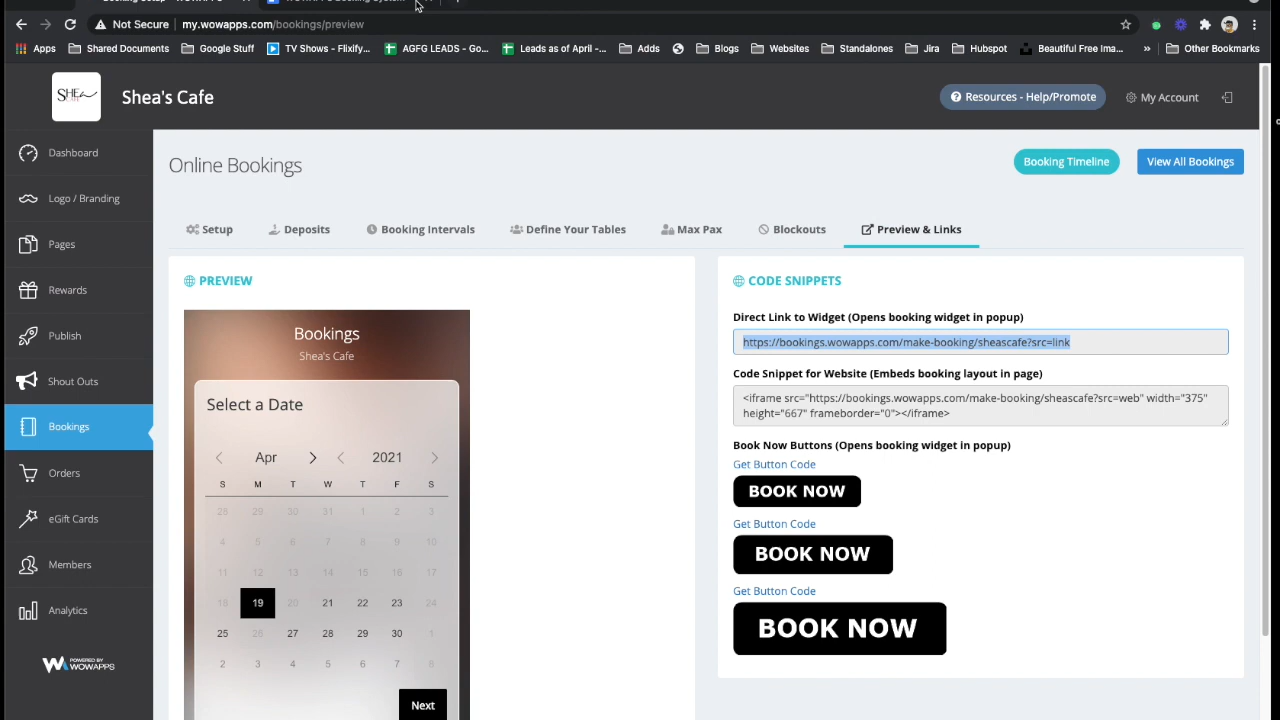 Not Secure | my.wowapps.com/bookings/preview
Apps Shared Documents Google Stuff TV Shows - Flixify... AGFG LEADS - Go... Leads as of April -... Adds Blogs Websites Standalones Jira Hubspot Beautiful Free Ima... » Other Bookmarks
SHEa CAFE
Shea's Cafe
Resources - Help/Promote
My Account
Dashboard
Logo / Branding
Pages
Rewards
Publish
Shout Outs
Bookings
Orders
eGift Cards
Members
Analytics
POWERED BY
WOWAPPS
Online Bookings
Booking Timeline
View All Bookings
Setup Deposits Booking Intervals Define Your Tables Max Pax Blockouts Preview & Links
PREVIEW
Bookings
Shea's Cafe
Select a Date
Apr 2021
S M T W T F S
28 29 30 31 1 2 3
4 5 6 7 8 9 10
11 12 13 14 15 16 17
18 19 20 21 22 23 24
25 26 27 28 29 30 1
2 3 4 5 6 7 8
Next
CODE SNIPPETS
Direct Link to Widget (Opens booking widget in popup)
https://bookings.wowapps.com/make-booking/sheascafe?src=link
Code Snippet for Website (Embeds booking layout in page)
<iframe src="https://bookings.wowapps.com/make-booking/sheascafe?src=web" width="375"
height="667" frameborder="0"></iframe>
Book Now Buttons (Opens booking widget in popup)
Get Button Code
BOOK NOW
Get Button Code
BOOK NOW
Get Button Code
BOOK NOW